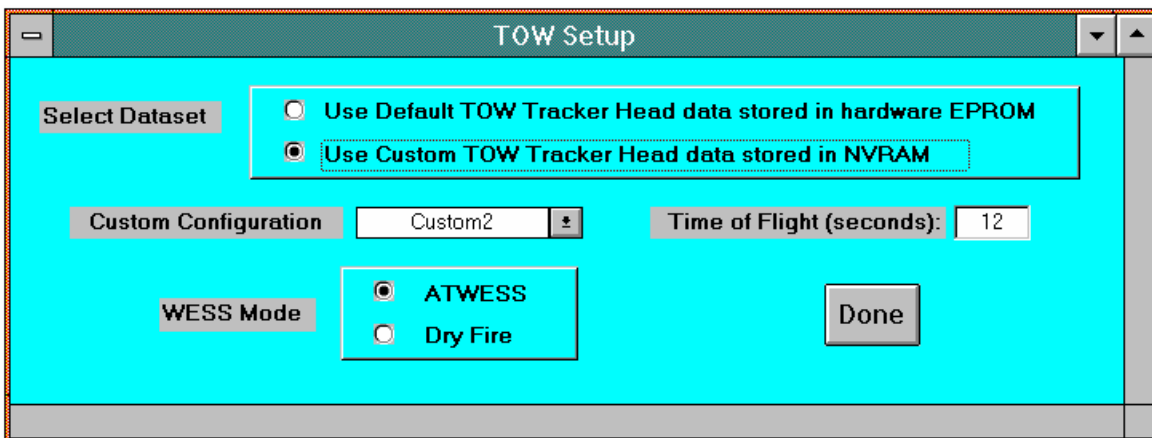 TOW Setup
Select Dataset
Use Default TOW Tracker Head data stored in hardware EPROM
Use Custom TOW Tracker Head data stored in NVRAM
Custom Configuration Custom2 Time of Flight (seconds): 12
WESS Mode
ATWESS
Dry Fire
Done